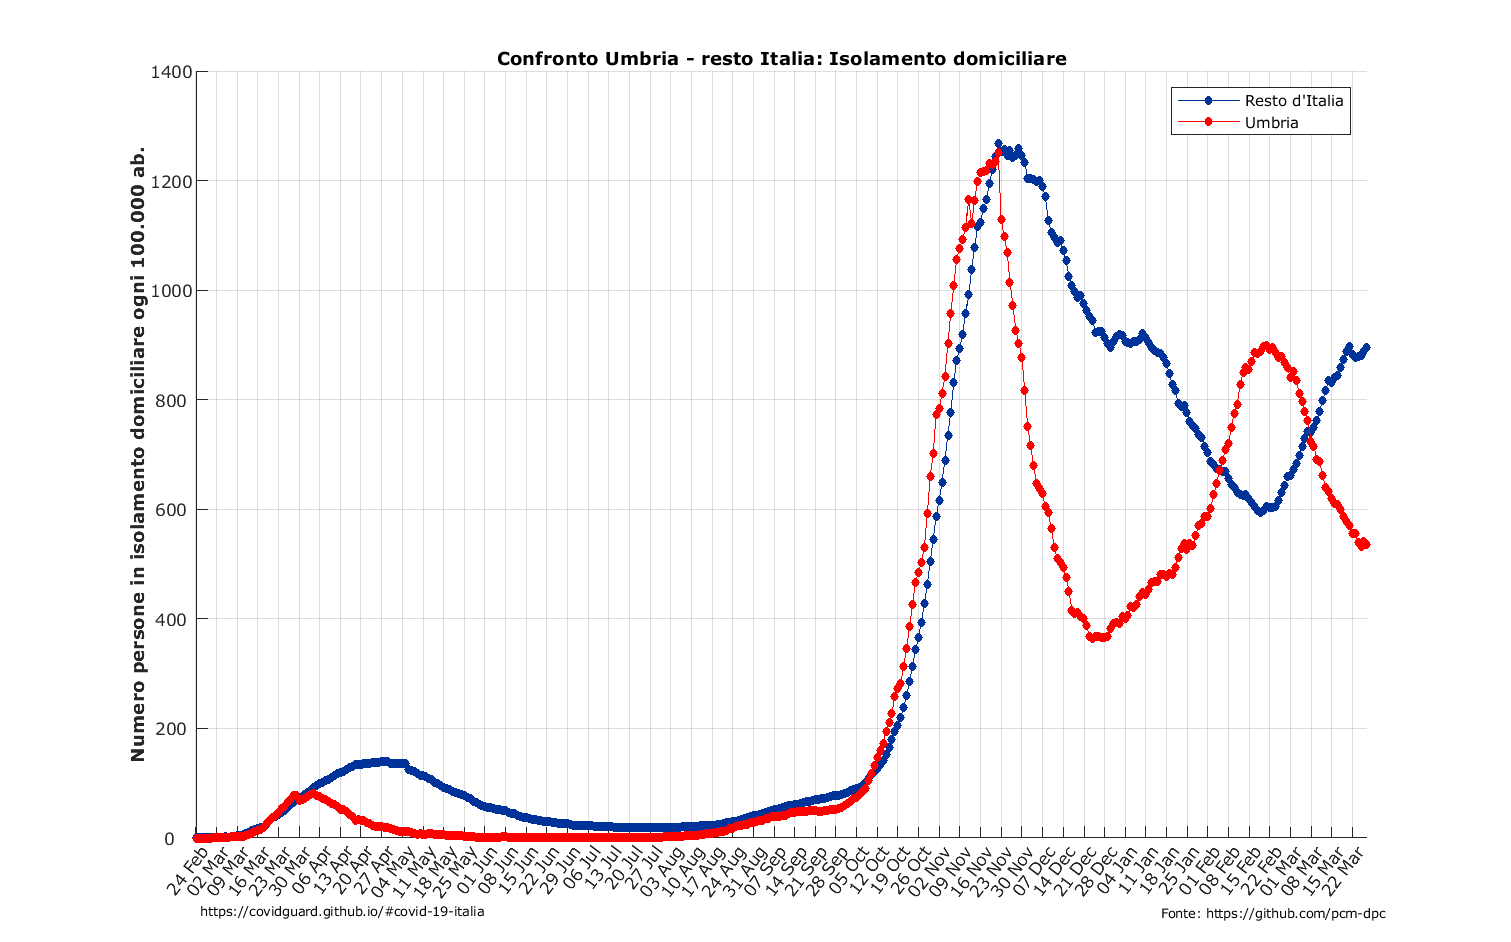 Confronto Umbria - resto Italia: Isolamento domiciliare
Numero persone in isolamento domiciliare ogni 100.000 ab.
1400
1200
1000
800
600
400
200
0
Resto d'Italia
Umbria
24 Feb
02 Mar
09 Mar
16 Mar
23 Mar
30 Mar
06 Apr
13 Apr
20 Apr
27 Apr
04 May
11 May
18 May
25 May
01 Jun
08 Jun
15 Jun
22 Jun
29 Jun
06 Jul
13 Jul
20 Jul
27 Jul
03 Aug
10 Aug
17 Aug
24 Aug
31 Aug
07 Sep
14 Sep
21 Sep
28 Sep
05 Oct
12 Oct
19 Oct
26 Oct
02 Nov
09 Nov
16 Nov
23 Nov
30 Nov
07 Dec
14 Dec
21 Dec
28 Dec
04 Jan
11 Jan
18 Jan
25 Jan
01 Feb
08 Feb
15 Feb
22 Feb
01 Mar
08 Mar
15 Mar
22 Mar
https://covidguard.github.io/#covid-19-italia
Fonte: https://github.com/pcm-dpc